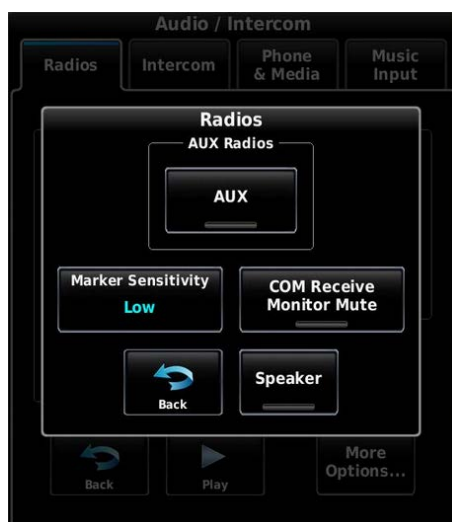 Audio / Intercom
Radios
Intercom
Phone
& Media
Music
Input
Radios
AUX Radios
AUX
Marker Sensitivity
Low
COM Receive
Monitor Mute
Back
Speaker
Back
Play
More
Options...